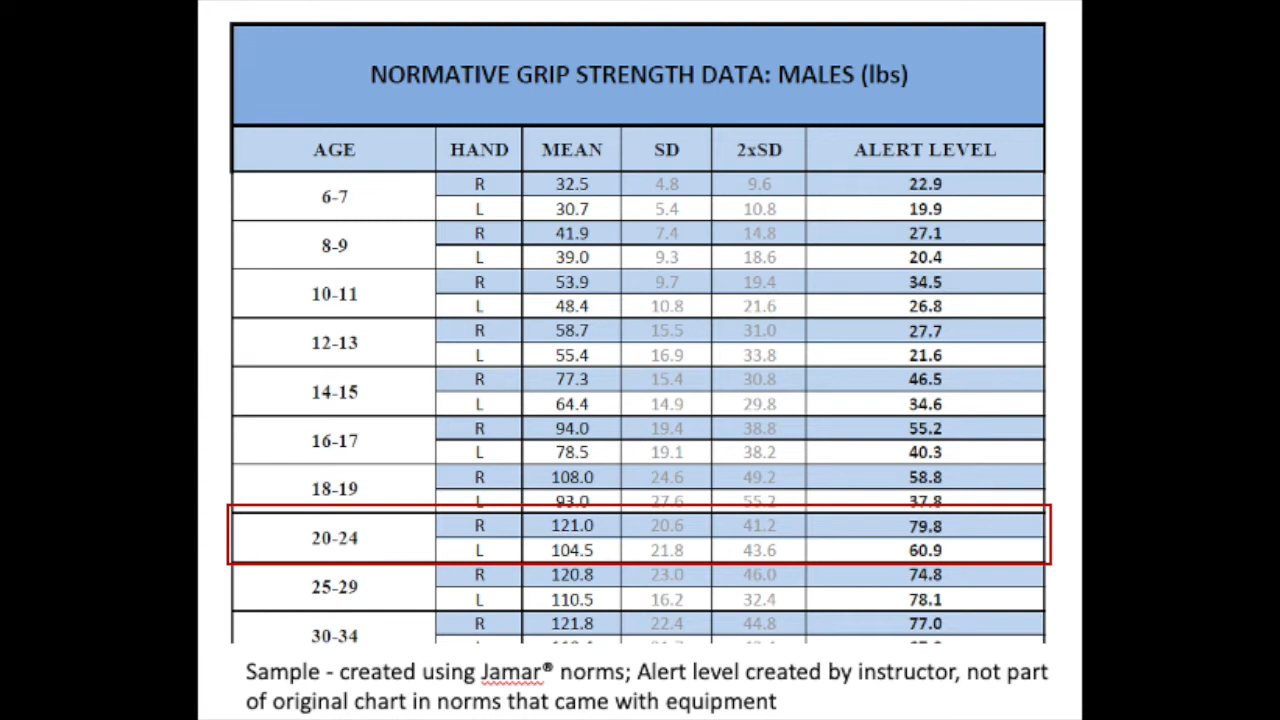 NORMATIVE GRIP STRENGTH DATA: MALES (lbs)
AGE HAND MEAN SD 2xSD ALERT LEVEL
6-7 R 32.5 4.8 9.6 22.9
L 30.7 5.4 10.8 19.9
8-9 R 41.9 7.4 14.8 27.1
L 39.0 9.3 18.6 20.4
10-11 R 53.9 9.7 19.4 34.5
L 48.4 10.8 21.6 26.8
12-13 R 58.7 15.5 31.0 27.7
L 55.4 16.9 33.8 21.6
14-15 R 77.3 15.4 30.8 46.5
L 64.4 14.9 29.8 34.6
16-17 R 94.0 19.4 38.8 55.2
L 78.5 19.1 38.2 40.3
18-19 R 108.0 24.6 49.2 58.8
L 93.0 27.6 55.2 37.8
20-24 R 121.0 20.6 41.2 79.8
L 104.5 21.8 43.6 60.9
25-29 R 120.8 23.0 46.0 74.8
L 110.5 16.2 32.4 78.1
30-34 R 121.8 22.4 44.8 77.0
Sample - created using Jamar® norms; Alert level created by instructor, not part
of original chart in norms that came with equipment